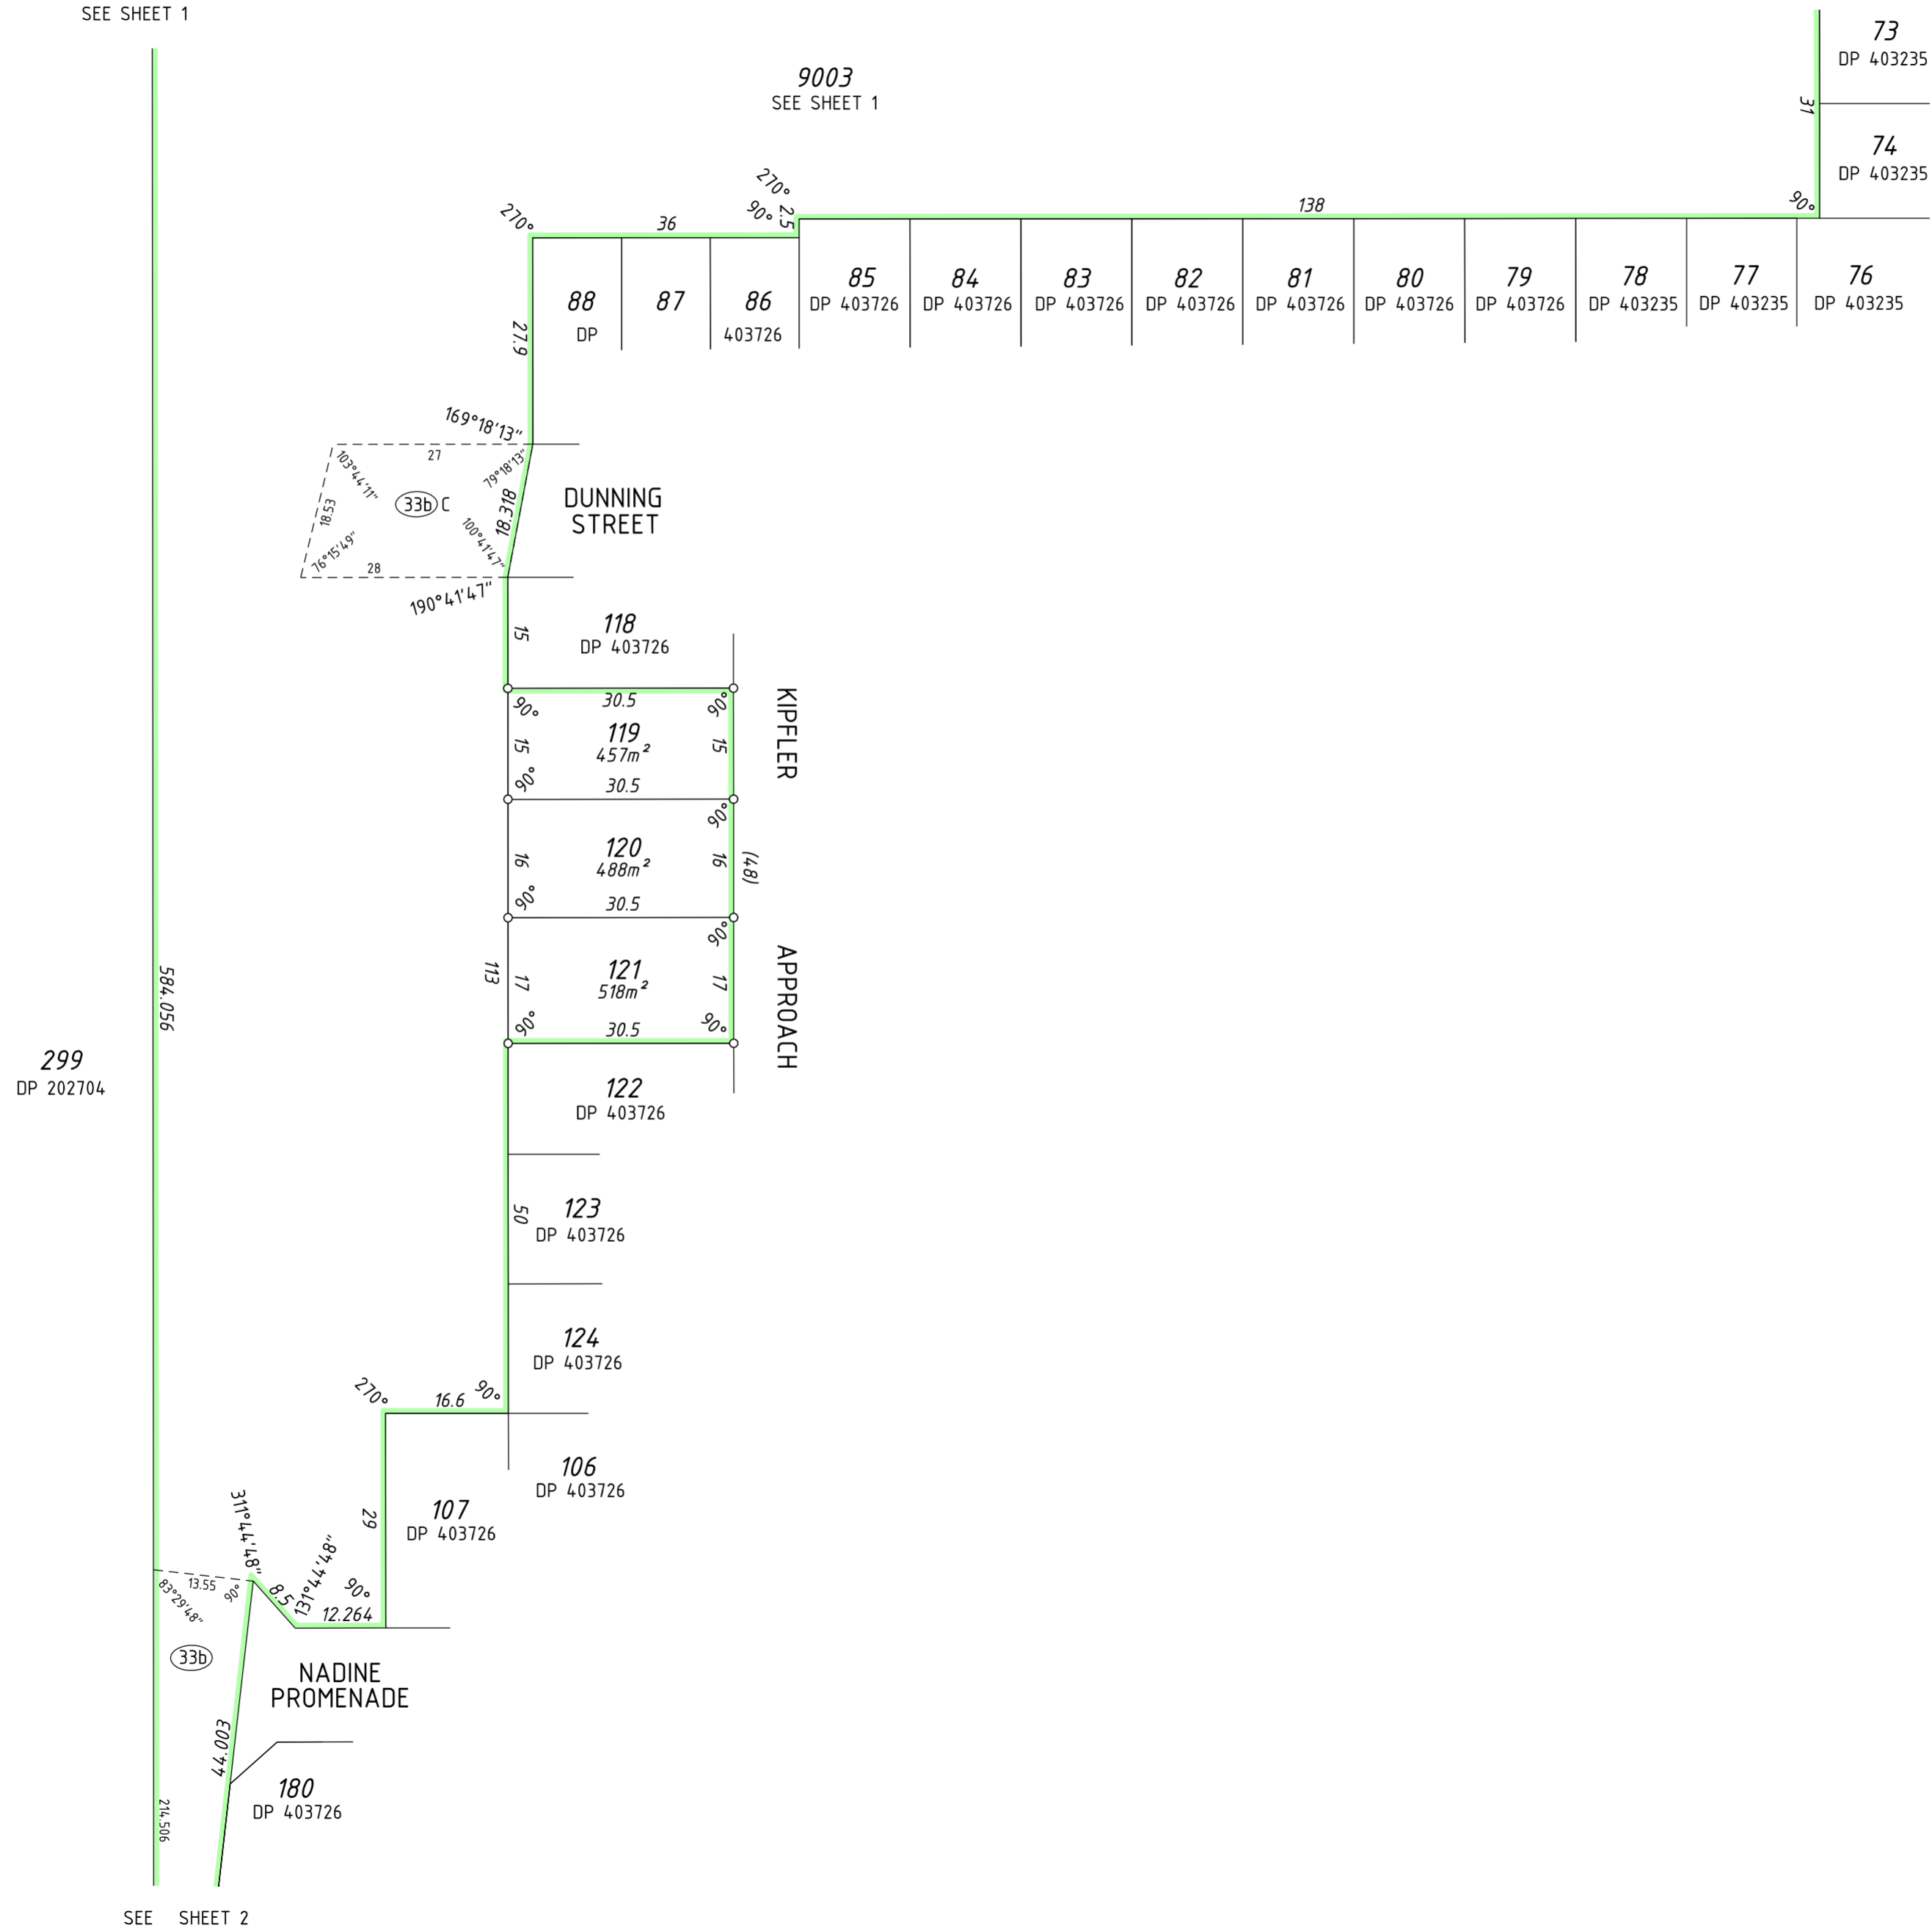 SEE SHEET 1
9003
SEE SHEET 1
73
DP 403235
31
74
DP 403235
270°
36
270°
90°
2.5
138
90°
88
87
86
DP
403726
85
DP 403726
84
DP 403726
83
DP 403726
82
DP 403726
81
DP 403726
80
DP 403726
79
DP 403726
78
DP 403235
77
DP 403235
76
DP 403235
27.9
169°18'13"
27
103°44'11"
79°18'13"
33b C
18.53
18.318
76°15'49"
100°41'47"
28
190°41'47"
DUNNING
STREET
15
118
DP 403726
30.5
90°
90°
119
457m²
15
15
90°
30.5
KIPFLER
90°
120
488m²
16
16
(48)
90°
30.5
90°
121
518m²
113
17
17
90°
30.5
90°
APPROACH
584.056
299
DP 202704
122
DP 403726
50
123
DP 403726
124
DP 403726
270°
16.6
90°
106
DP 403726
29
107
DP 403726
311°44'48"
131°44'48"
90°
13.55
90°
83°29'48"
8.5
12.264
33b
NADINE
PROMENADE
44.003
180
DP 403726
214.506
SEE SHEET 2